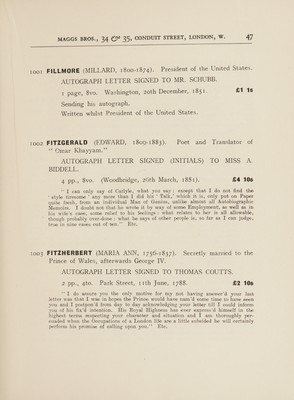 MAGGS BROS., 34 & 35, CONDUIT STREET, LONDON, W. 47
1001 FILLMORE (MILLARD, 1800-1874). President of the United States.
AUTOGRAPH LETTER SIGNED TO MR. SCHUBB.
1 page, 8vo. Washington, 20th December, 1851. £1 1s
Sending his autograph.
Written whilst President of the United States.
1002 FITZGERALD (EDWARD, 1809-1883). Poet and Translator of
" Omar Khayyam."
AUTOGRAPH LETTER SIGNED (INITIALS) TO MISS A.
BIDDELL.
4 pp., 8vo. (Woodbridge, 26th March, 1881). £4 10s
" I can only say of Carlyle, what you say ; except that I do not find the
' style tiresome ' any more than I did his ' Talk,' which it is, only put on Paper
quite fresh, from an individual Man of Genius, unlike almost all Autobiographic
Memoirs. I doubt not that he wrote it by way of some Employment, as well as in
his wife's case, some relief to his feelings ; what relates to her is all allowable,
though probably over-done : what he says of other people is, so far as I can judge,
true in nine cases out of ten." Etc.
1003 FITZHERBERT (MARIA ANN, 1756-1837). Secretly married to the
Prince of Wales, afterwards George IV.
AUTOGRAPH LETTER SIGNED TO THOMAS COUTTS.
2 pp., 4to. Park Street, 11th June, 1788. £2 10s
" I do assure you the only motive for my not having answer'd your last
letter was that I was in hopes the Prince would have nam'd some time to have seen
you and I postpon'd from day to day acknowledging your letter till I could inform
you of his fix'd intention. His Royal Highness has ever express'd himself in the
highest terms respecting your character and situation and I am thoroughly per-
suaded when the Occupations of a London life are a little subsided he will certainly
perform his promise of calling upon you." Etc.